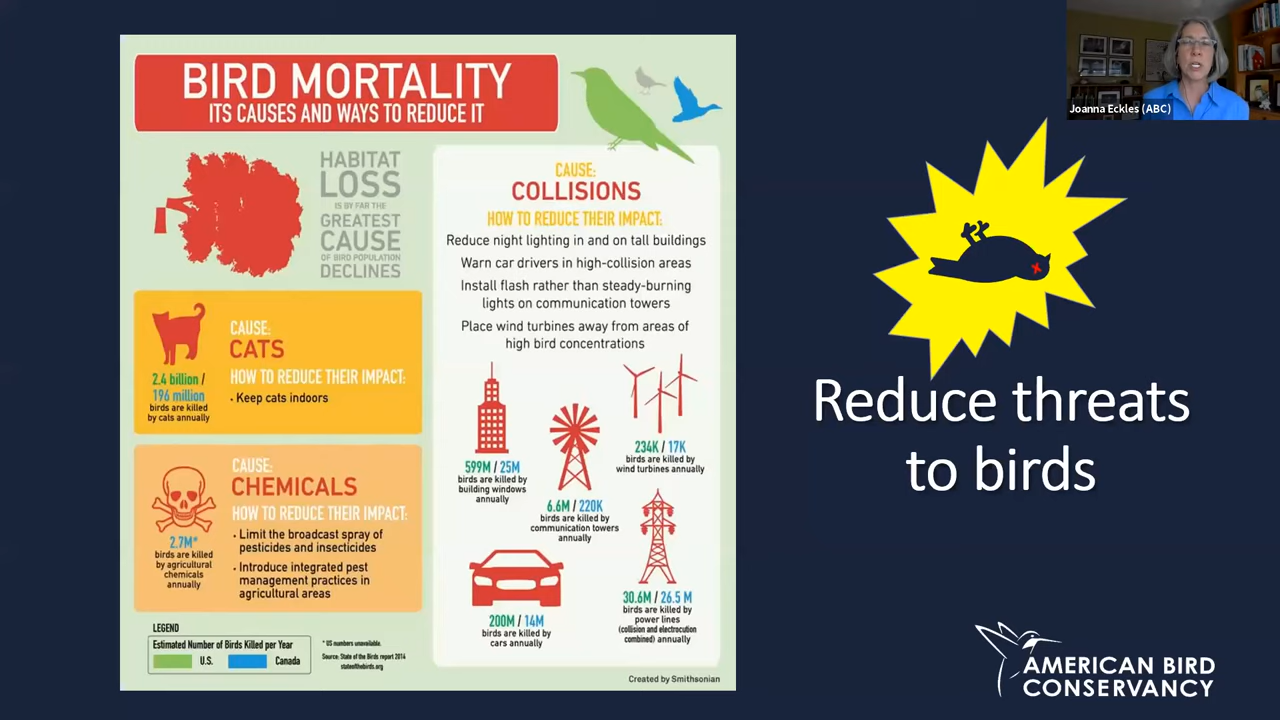 BIRD MORTALITY
ITS CAUSES AND WAYS TO REDUCE IT
HABITAT
LOSS
IS BY FAR THE
GREATEST
CAUSE
OF BIRD POPULATION
DECLINES
CAUSE:
CATS
HOW TO REDUCE THEIR IMPACT:
• Keep cats indoors
2.4 billion /
196 million
birds are killed
by cats annually
CAUSE:
CHEMICALS
HOW TO REDUCE THEIR IMPACT:
• Limit the broadcast spray of
pesticides and insecticides
• Introduce integrated pest
management practices in
agricultural areas
2.7M*
birds are killed
by agricultural
chemicals
annually
LEGEND
Estimated Number of Birds Killed per Year
U.S.
Canada
* US numbers unavailable.
Source: State of the Birds report 2014
stateofthebirds.org
CAUSE:
COLLISIONS
HOW TO REDUCE THEIR IMPACT:
Reduce night lighting in and on tall buildings
Warn car drivers in high-collision areas
Install flash rather than steady-burning
lights on communication towers
Place wind turbines away from areas of
high bird concentrations
599M / 25M
birds are killed by
building windows
annually
6.6M / 220K
birds are killed by
communication towers
annually
234K / 17K
birds are killed by
wind turbines annually
200M / 14M
birds are killed by
cars annually
30.6M / 26.5 M
birds are killed by
power lines
(collision and electrocution
combined) annually
Created by Smithsonian
Joanna Eckles (ABC)
Reduce threats
to birds
AMERICAN BIRD
CONSERVANCY